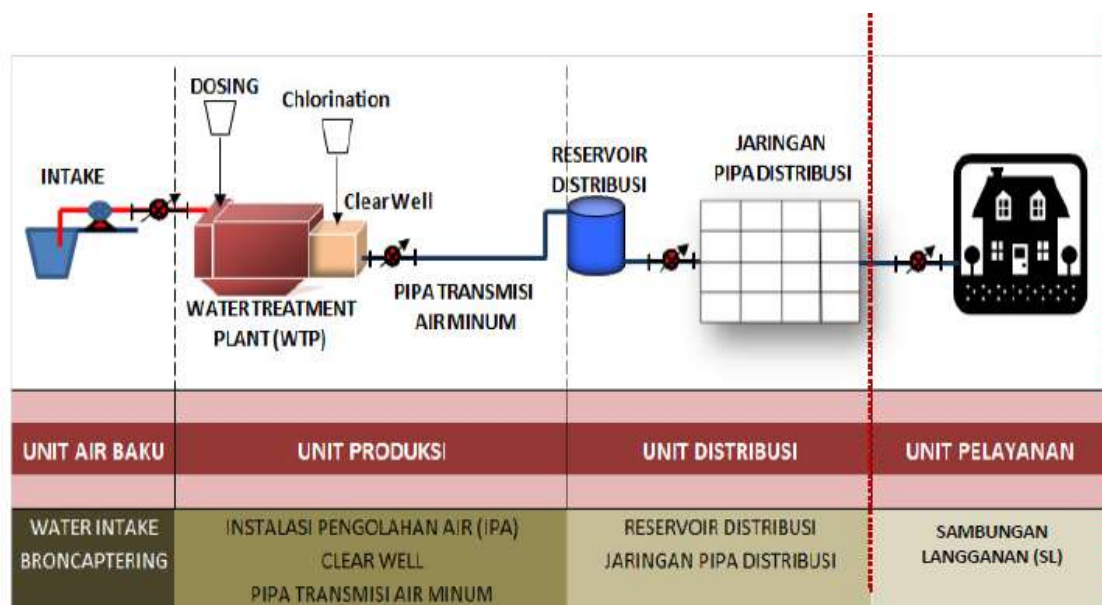 DOSING
Chlorination
INTAKE
ClearWell
WATER TREATMENT
PLANT (WTP)
PIPA TRANSMISI
AIR MINUM
RESERVOIR
DISTRIBUSI
JARINGAN
PIPA DISTRIBUSI
UNIT AIR BAKU
UNIT PRODUKSI
UNIT DISTRIBUSI
UNIT PELAYANAN
WATER INTAKE
BRONCAPTERING
INSTALASI PENGOLAHAN AIR (IPA)
CLEAR WELL
PIPA TRANSMISI AIR MINUM
RESERVOIR DISTRIBUSI
JARINGAN PIPA DISTRIBUSI
SAMBUNGAN
LANGGANAN (SL)